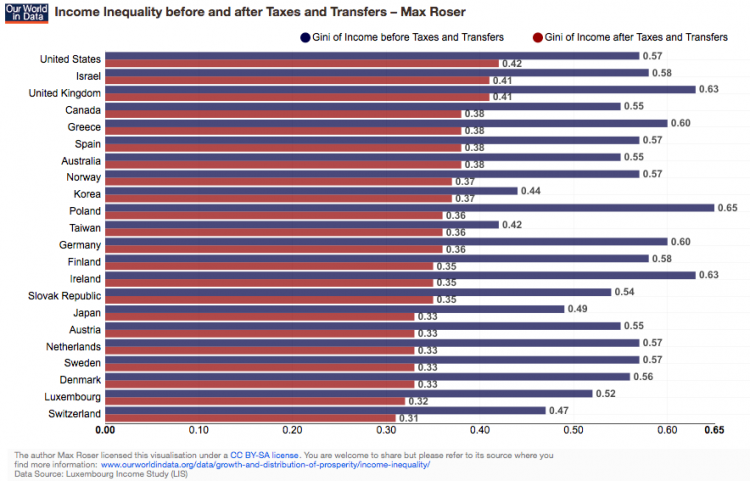 Our World
in Data
Income Inequality before and after Taxes and Transfers – Max Roser
Gini of Income before Taxes and Transfers Gini of Income after Taxes and Transfers
United States 0.57
0.42
Israel 0.58
0.41
United Kingdom 0.63
0.41
Canada 0.55
0.38
Greece 0.60
0.38
Spain 0.57
0.38
Australia 0.55
0.38
Norway 0.57
0.37
Korea 0.44
0.37
Poland 0.65
0.36
Taiwan 0.42
0.36
Germany 0.60
0.36
Finland 0.58
0.35
Ireland 0.63
0.35
Slovak Republic 0.54
0.35
Japan 0.49
0.33
Austria 0.55
0.33
Netherlands 0.57
0.33
Sweden 0.57
0.33
Denmark 0.56
0.33
Luxembourg 0.52
0.32
Switzerland 0.47
0.31
0.00 0.10 0.20 0.30 0.40 0.50 0.60 0.65
The author Max Roser licensed this visualisation under a CC BY-SA license. You are welcome to share but please refer to its source where you
find more information: www.ourworldindata.org/data/growth-and-distribution-of-prosperity/income-inequality/
Data Source: Luxembourg Income Study (LIS)